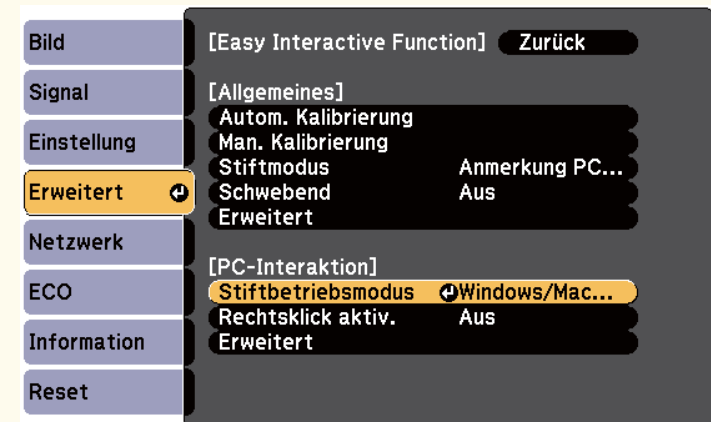 Bild
Signal
Einstellung
Erweitert
Netzwerk
ECO
Information
Reset
[Easy Interactive Function] Zurück
[Allgemeines]
Autom. Kalibrierung
Man. Kalibrierung
Stiftmodus Anmerkung PC...
Schwebend Aus
Erweitert
[PC-Interaktion]
Stiftbetriebsmodus Windows/Mac...
Rechtsklick aktiv. Aus
Erweitert